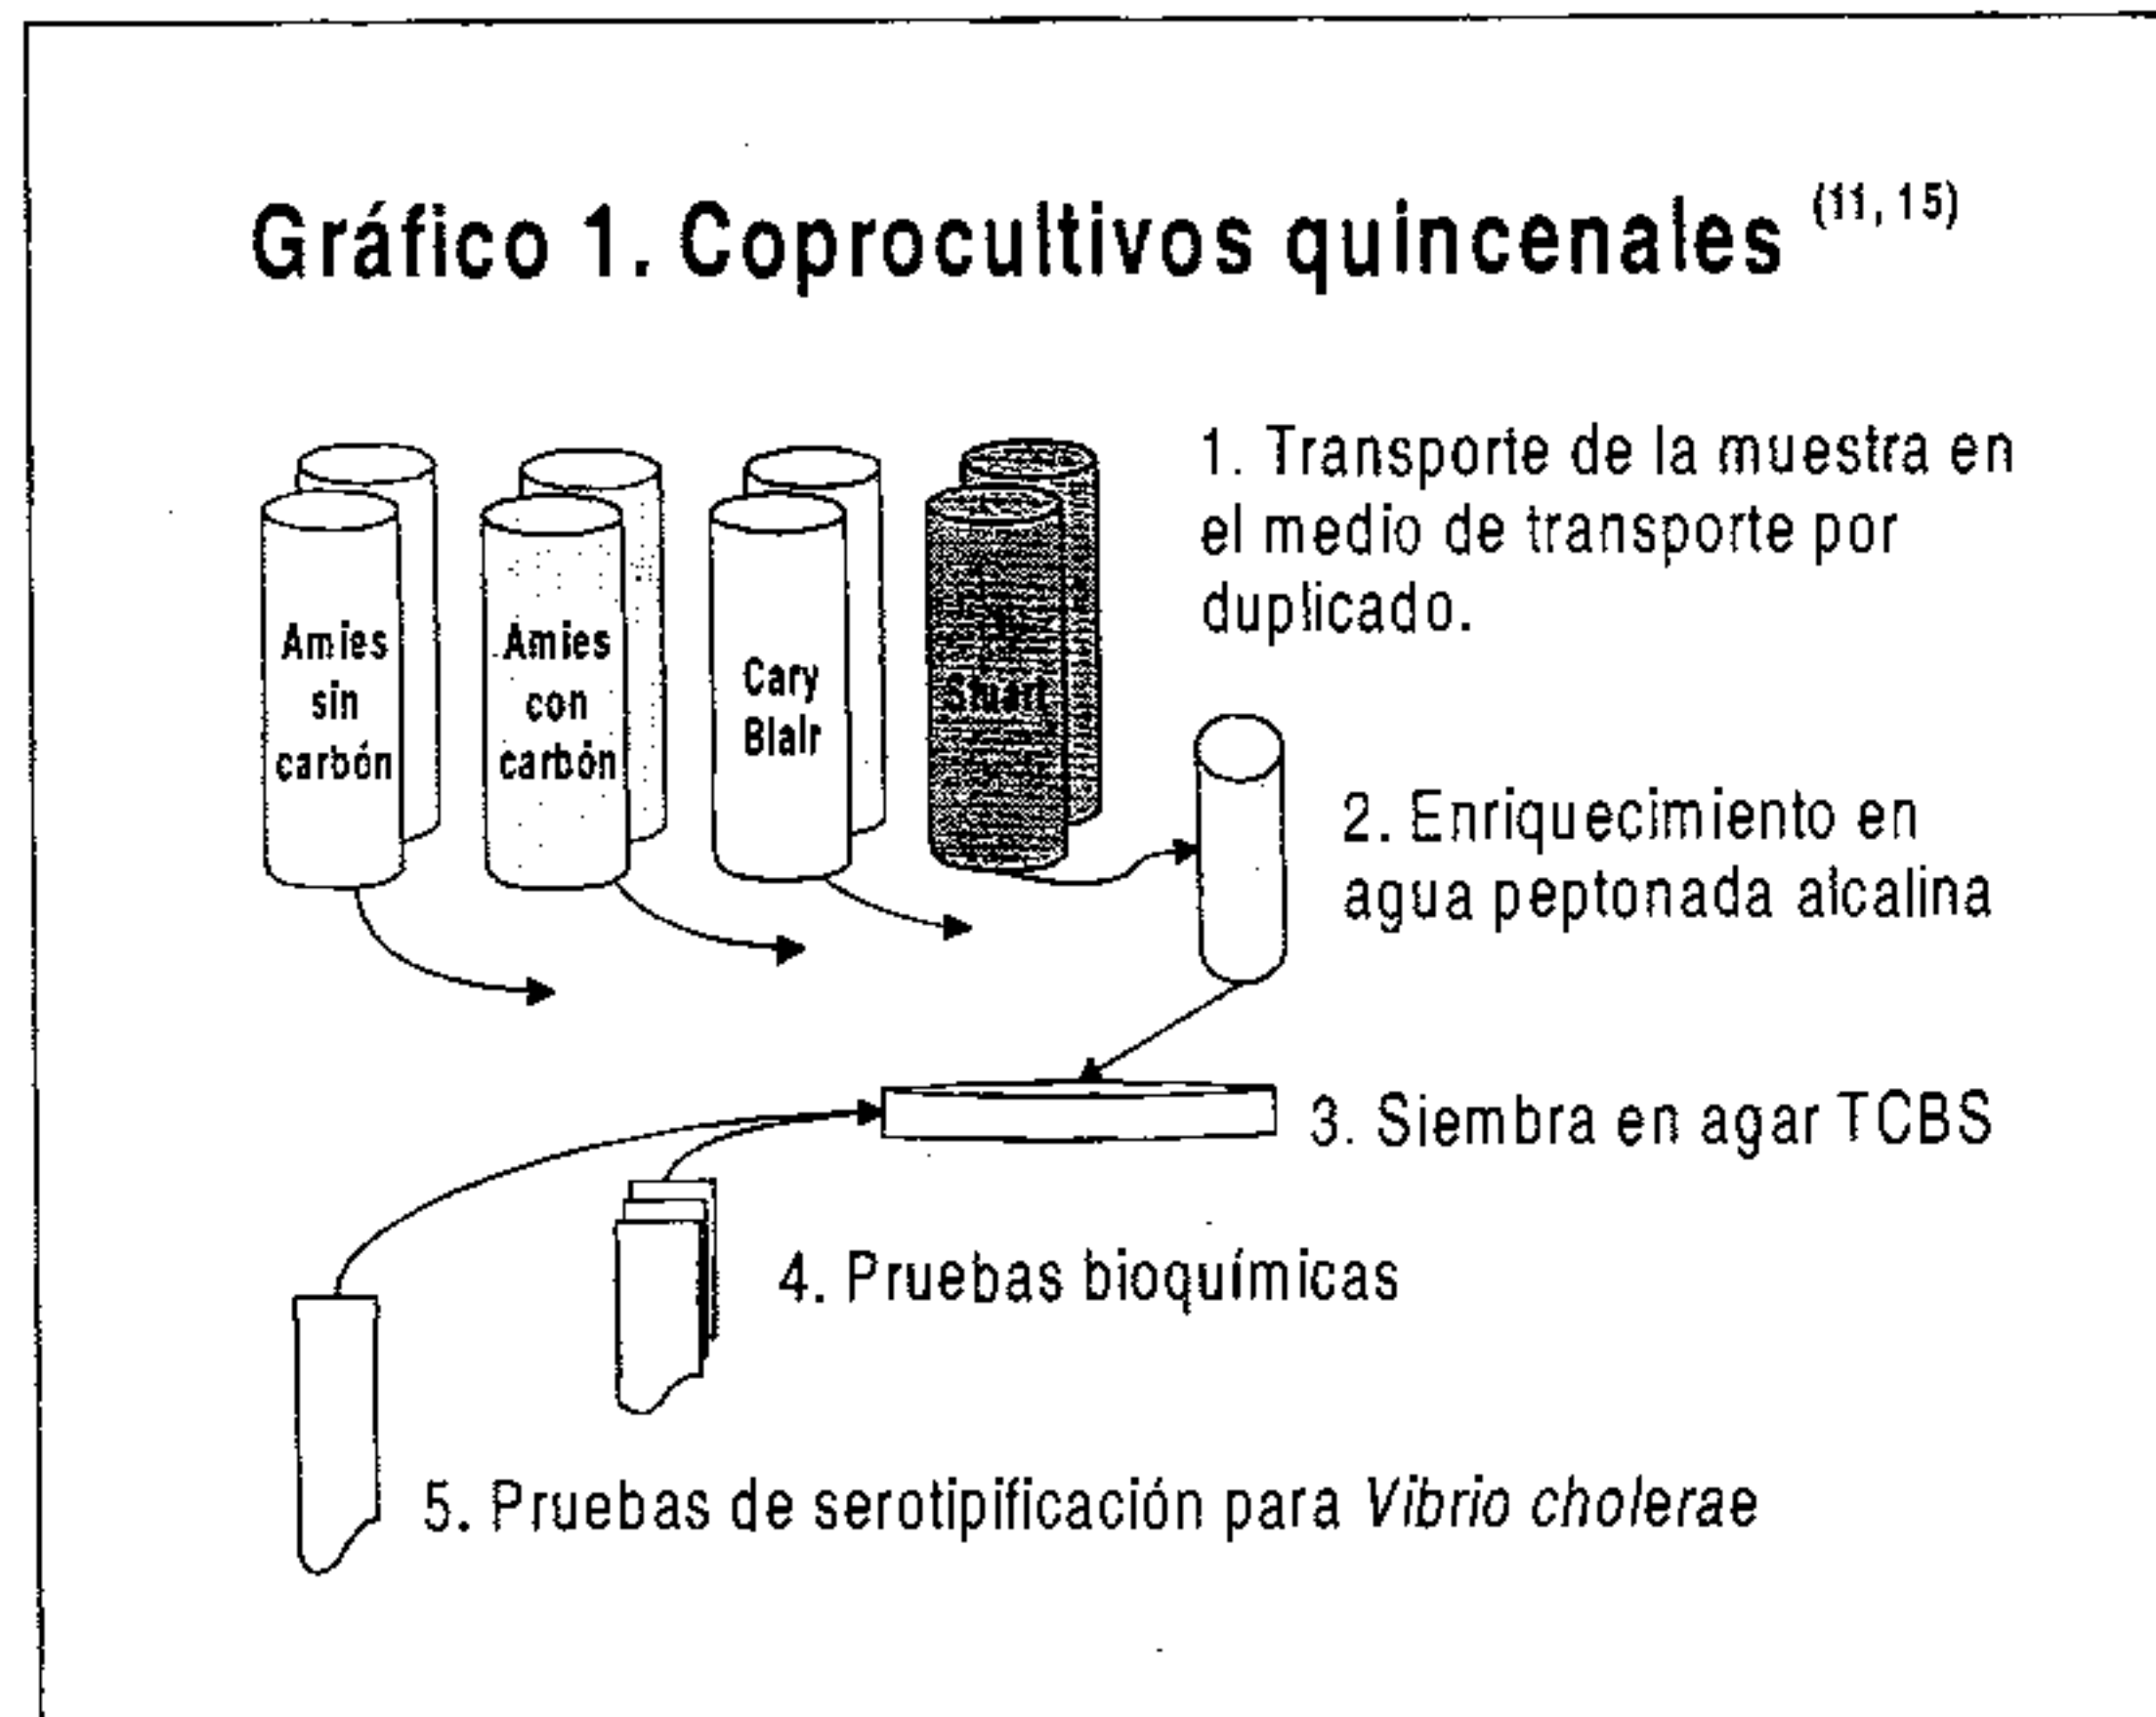 Gráfico 1. Coprocultivos quincenales (11, 15)
Amies
sin
carbón
Amies
con
carbón
Cary
Blair
Stuart
1. Transporte de la muestra en
el medio de transporte por
duplicado.
2. Enriquecimiento en
agua peptonada alcalina
3. Siembra en agar TCBS
4. Pruebas bioquímicas
5. Pruebas de serotipificación para Vibrio cholerae